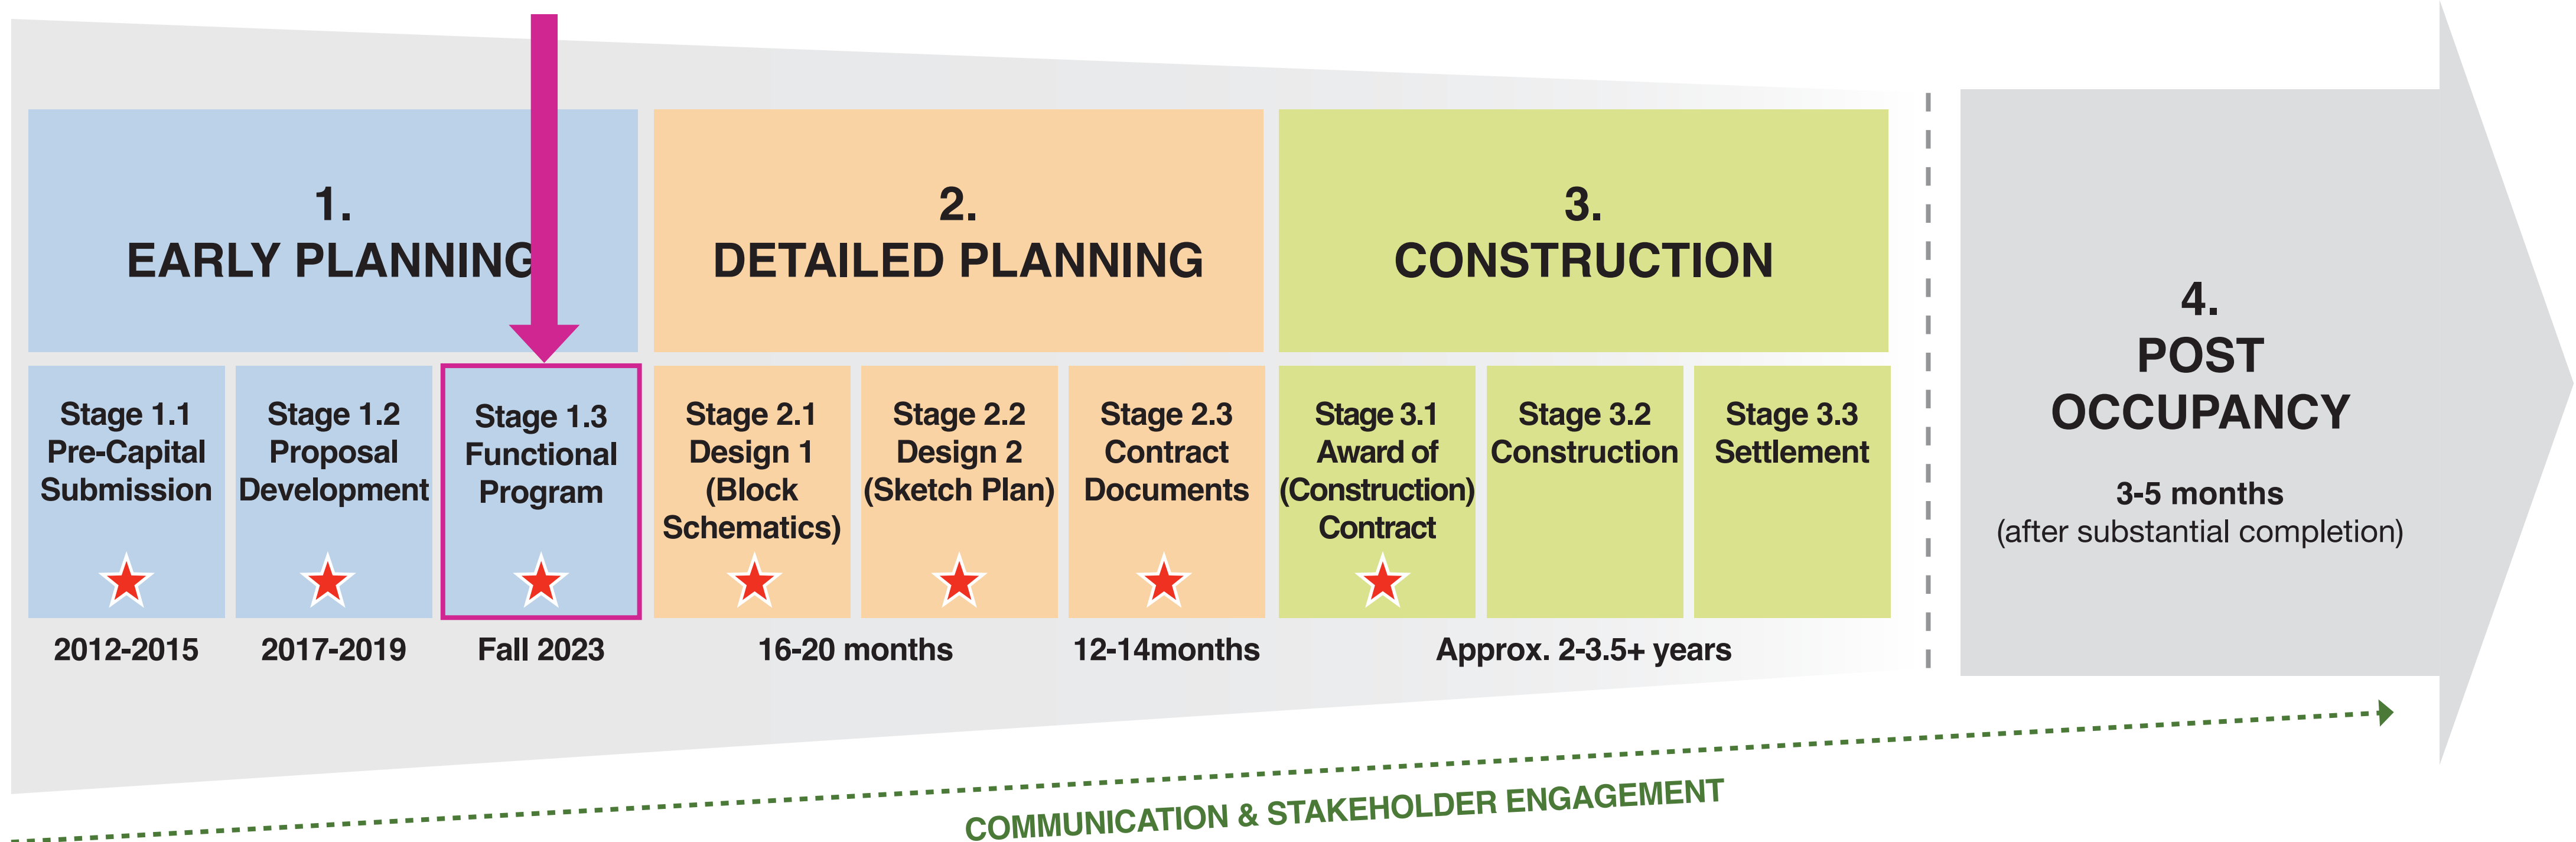 1.
EARLY PLANNING
2.
DETAILED PLANNING
3.
CONSTRUCTION
4.
POST
OCCUPANCY
3-5 months
(after substantial completion)
Stage 1.1
Pre-Capital
Submission
Stage 1.2
Proposal
Development
Stage 1.3
Functional
Program
Stage 2.1
Design 1
(Block
Schematics)
Stage 2.2
Design 2
(Sketch Plan)
Stage 2.3
Contract
Documents
Stage 3.1
Award of
(Construction)
Contract
Stage 3.2
Construction
Stage 3.3
Settlement
2012-2015
2017-2019
Fall 2023
16-20 months
12-14months
Approx. 2-3.5+ years
COMMUNICATION & STAKEHOLDER ENGAGEMENT